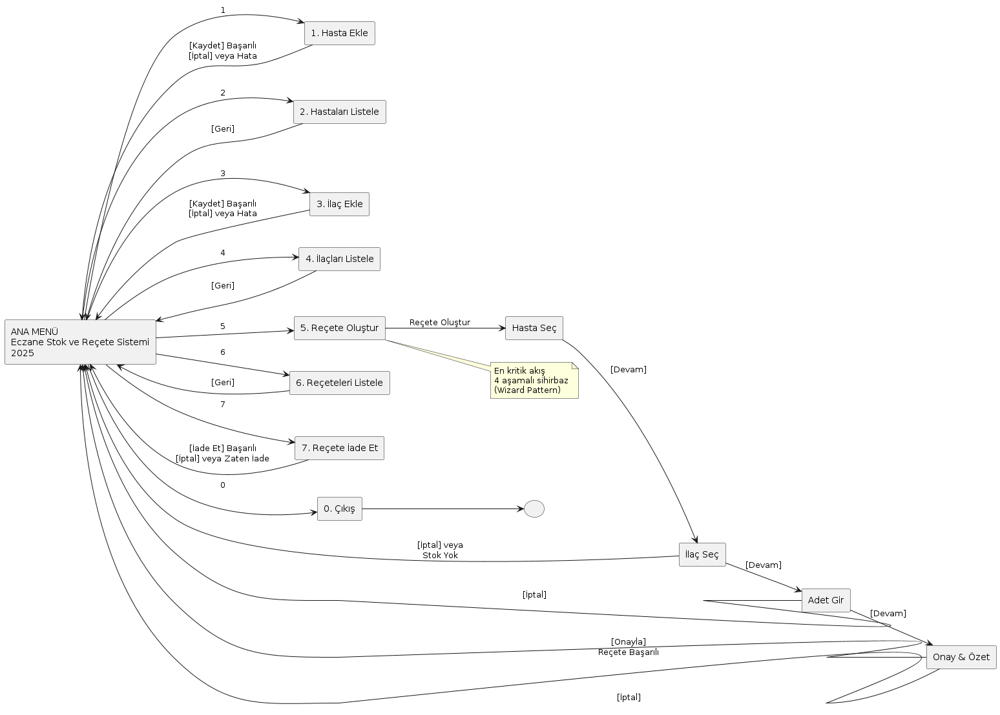 1
1. Hasta Ekle
[Kaydet] Başarılı
[İptal] veya Hata
2
2. Hastaları Listele
[Geri]
3
3. İlaç Ekle
[Kaydet] Başarılı
[İptal] veya Hata
4
4. İlaçları Listele
[Geri]
ANA MENÜ
Eczane Stok ve Reçete Sistemi
2025
5
5. Reçete Oluştur
Reçete Oluştur
Hasta Seç
6
6. Reçeteleri Listele
[Geri]
En kritik akış
4 aşamalı sihirbaz
(Wizard Pattern)
[Devam]
7
7. Reçete İade Et
[İade Et] Başarılı
[İptal] veya Zaten İade
0
0. Çıkış
[İptal] veya
Stok Yok
İlaç Seç
[Devam]
[İptal]
Adet Gir
[Devam]
[Onayla]
Reçete Başarılı
Onay & Özet
[İptal]